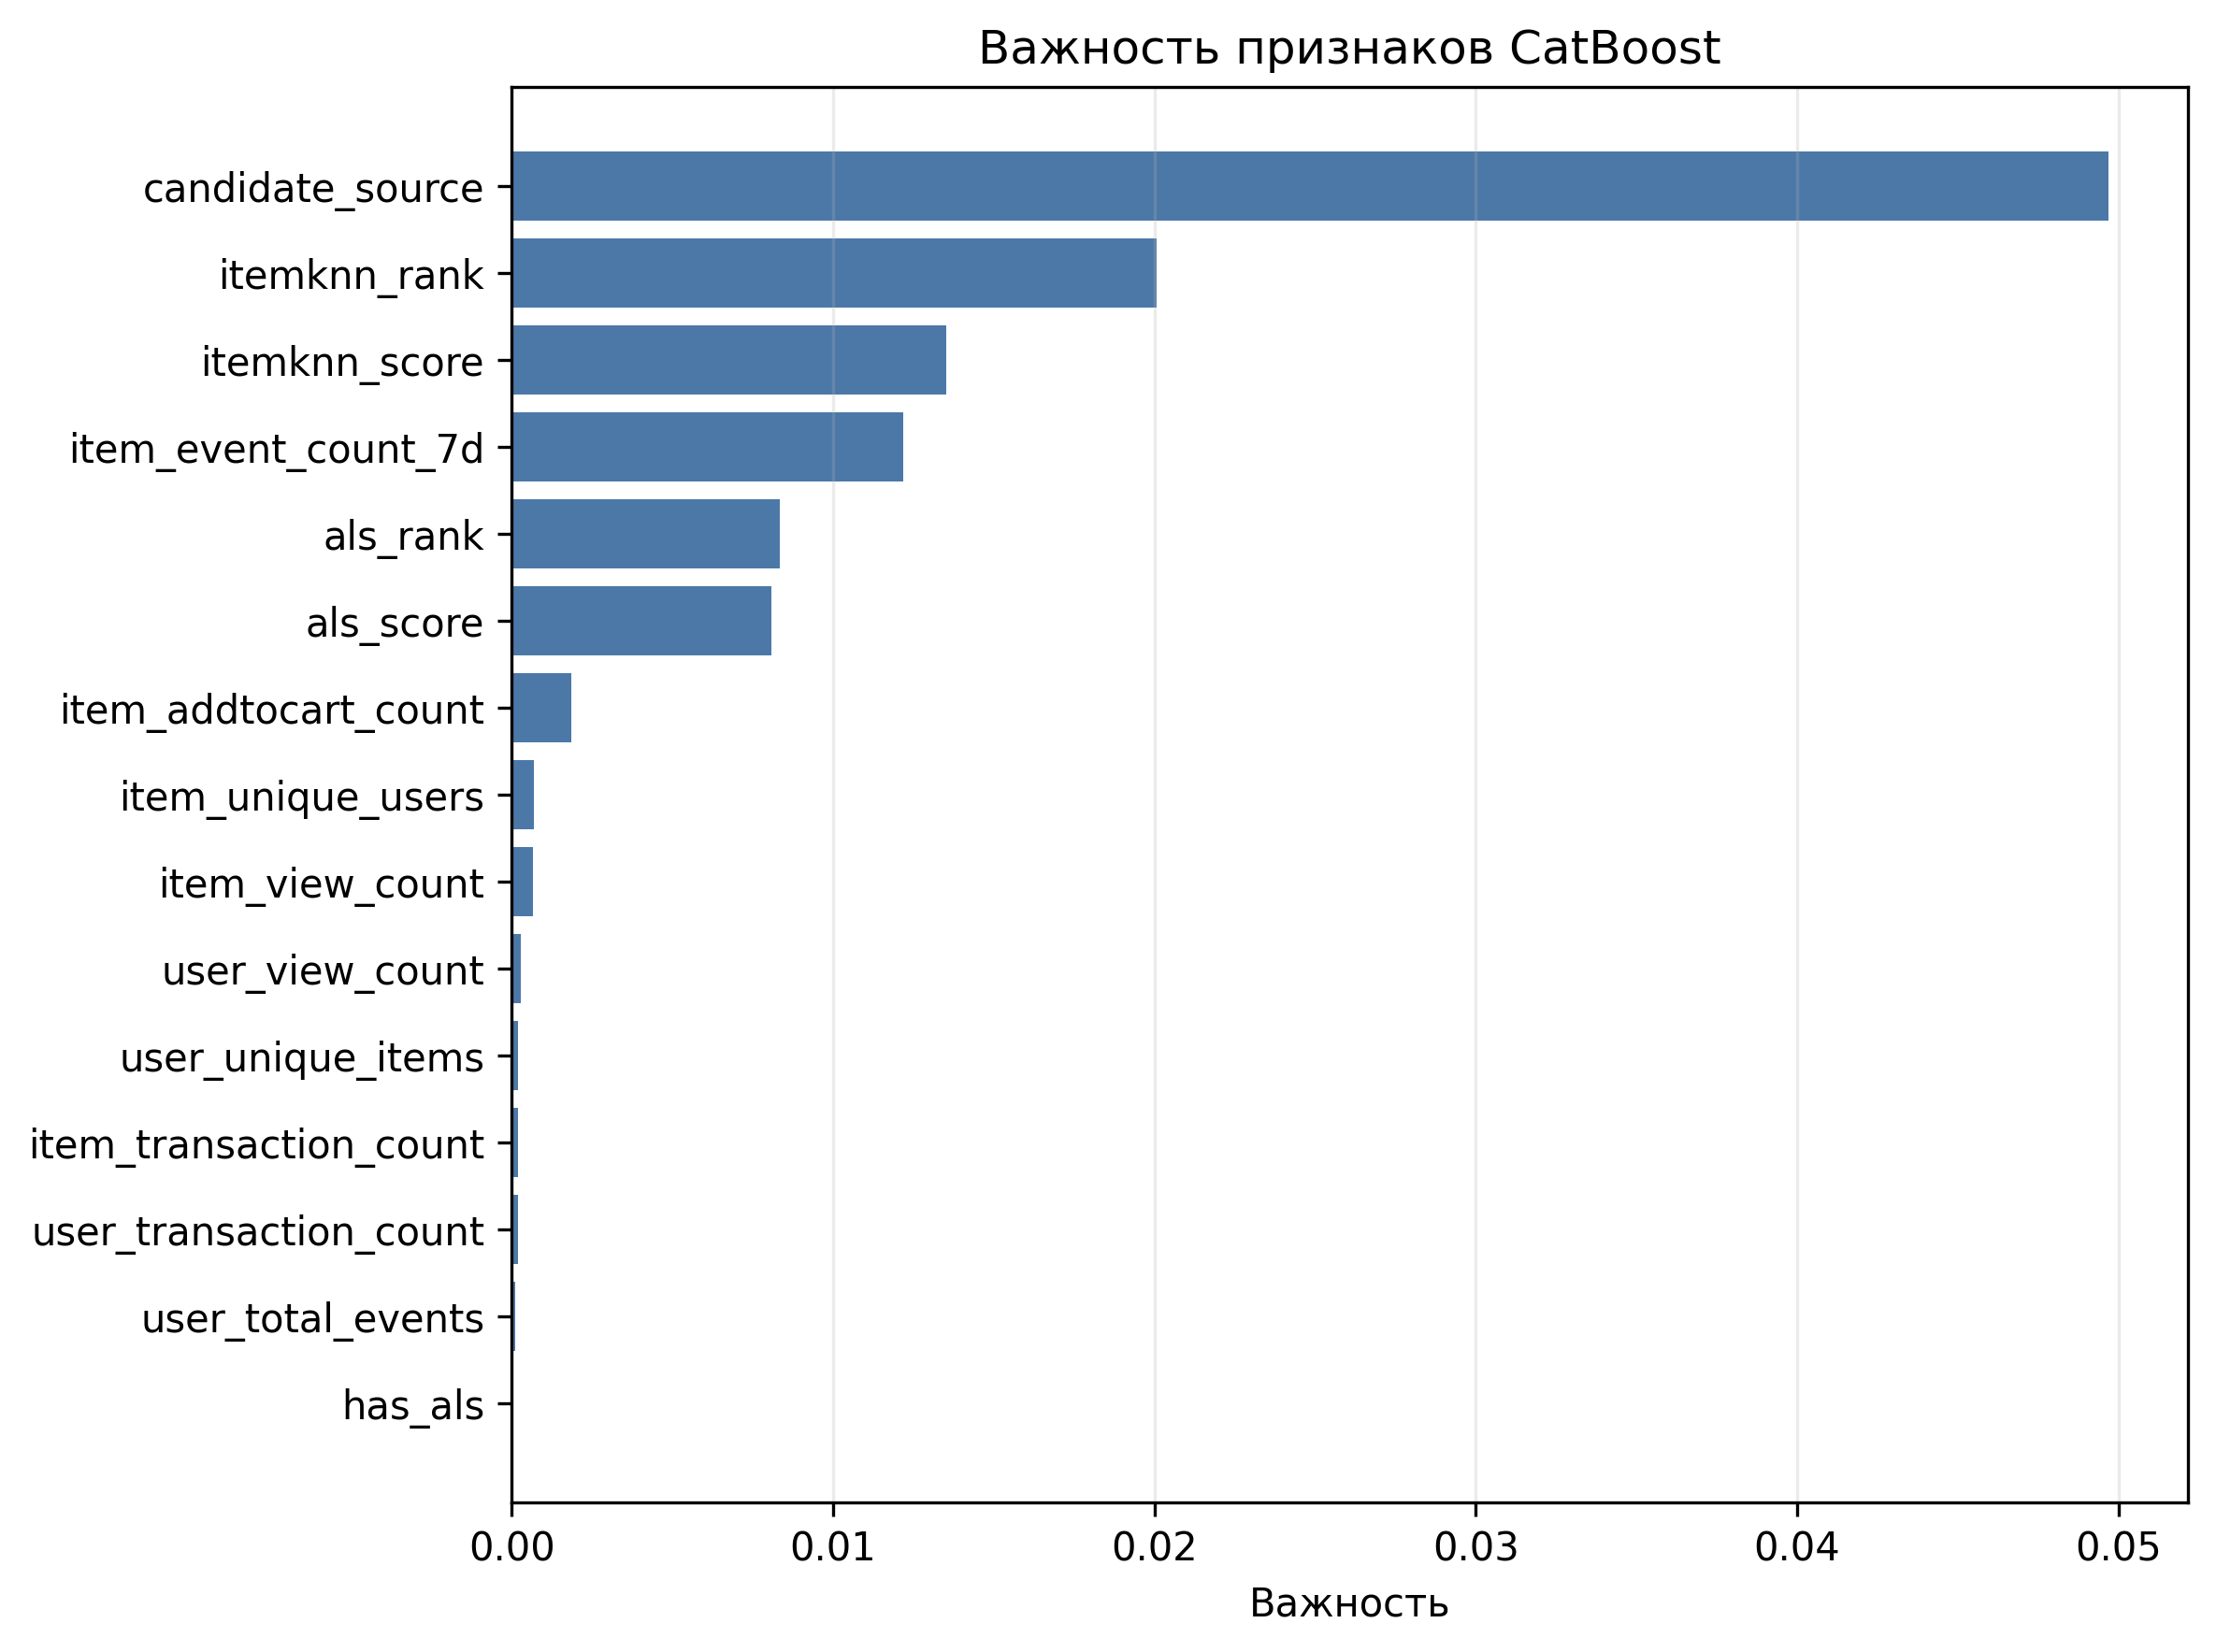 Важность признаков CatBoost
candidate_source
itemknn_rank
itemknn_score
item_event_count_7d
als_rank
als_score
item_addtocart_count
item_unique_users
item_view_count
user_view_count
user_unique_items
item_transaction_count
user_transaction_count
user_total_events
has_als
0.00 0.01 0.02 0.03 0.04 0.05
Важность